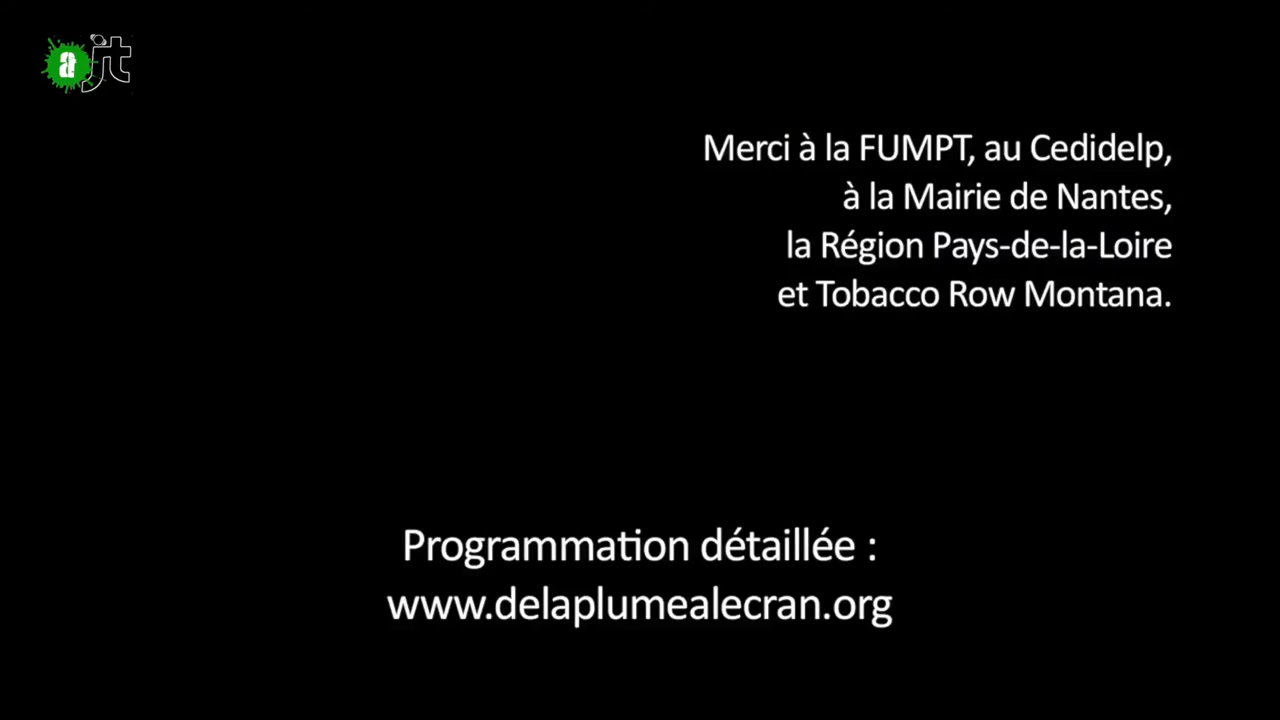 ajt
Merci à la FUMPT, au Cedidelp,
à la Mairie de Nantes,
la Région Pays-de-la-Loire
et Tobacco Row Montana.
Programmation détaillée :
www.delaplumealecran.org